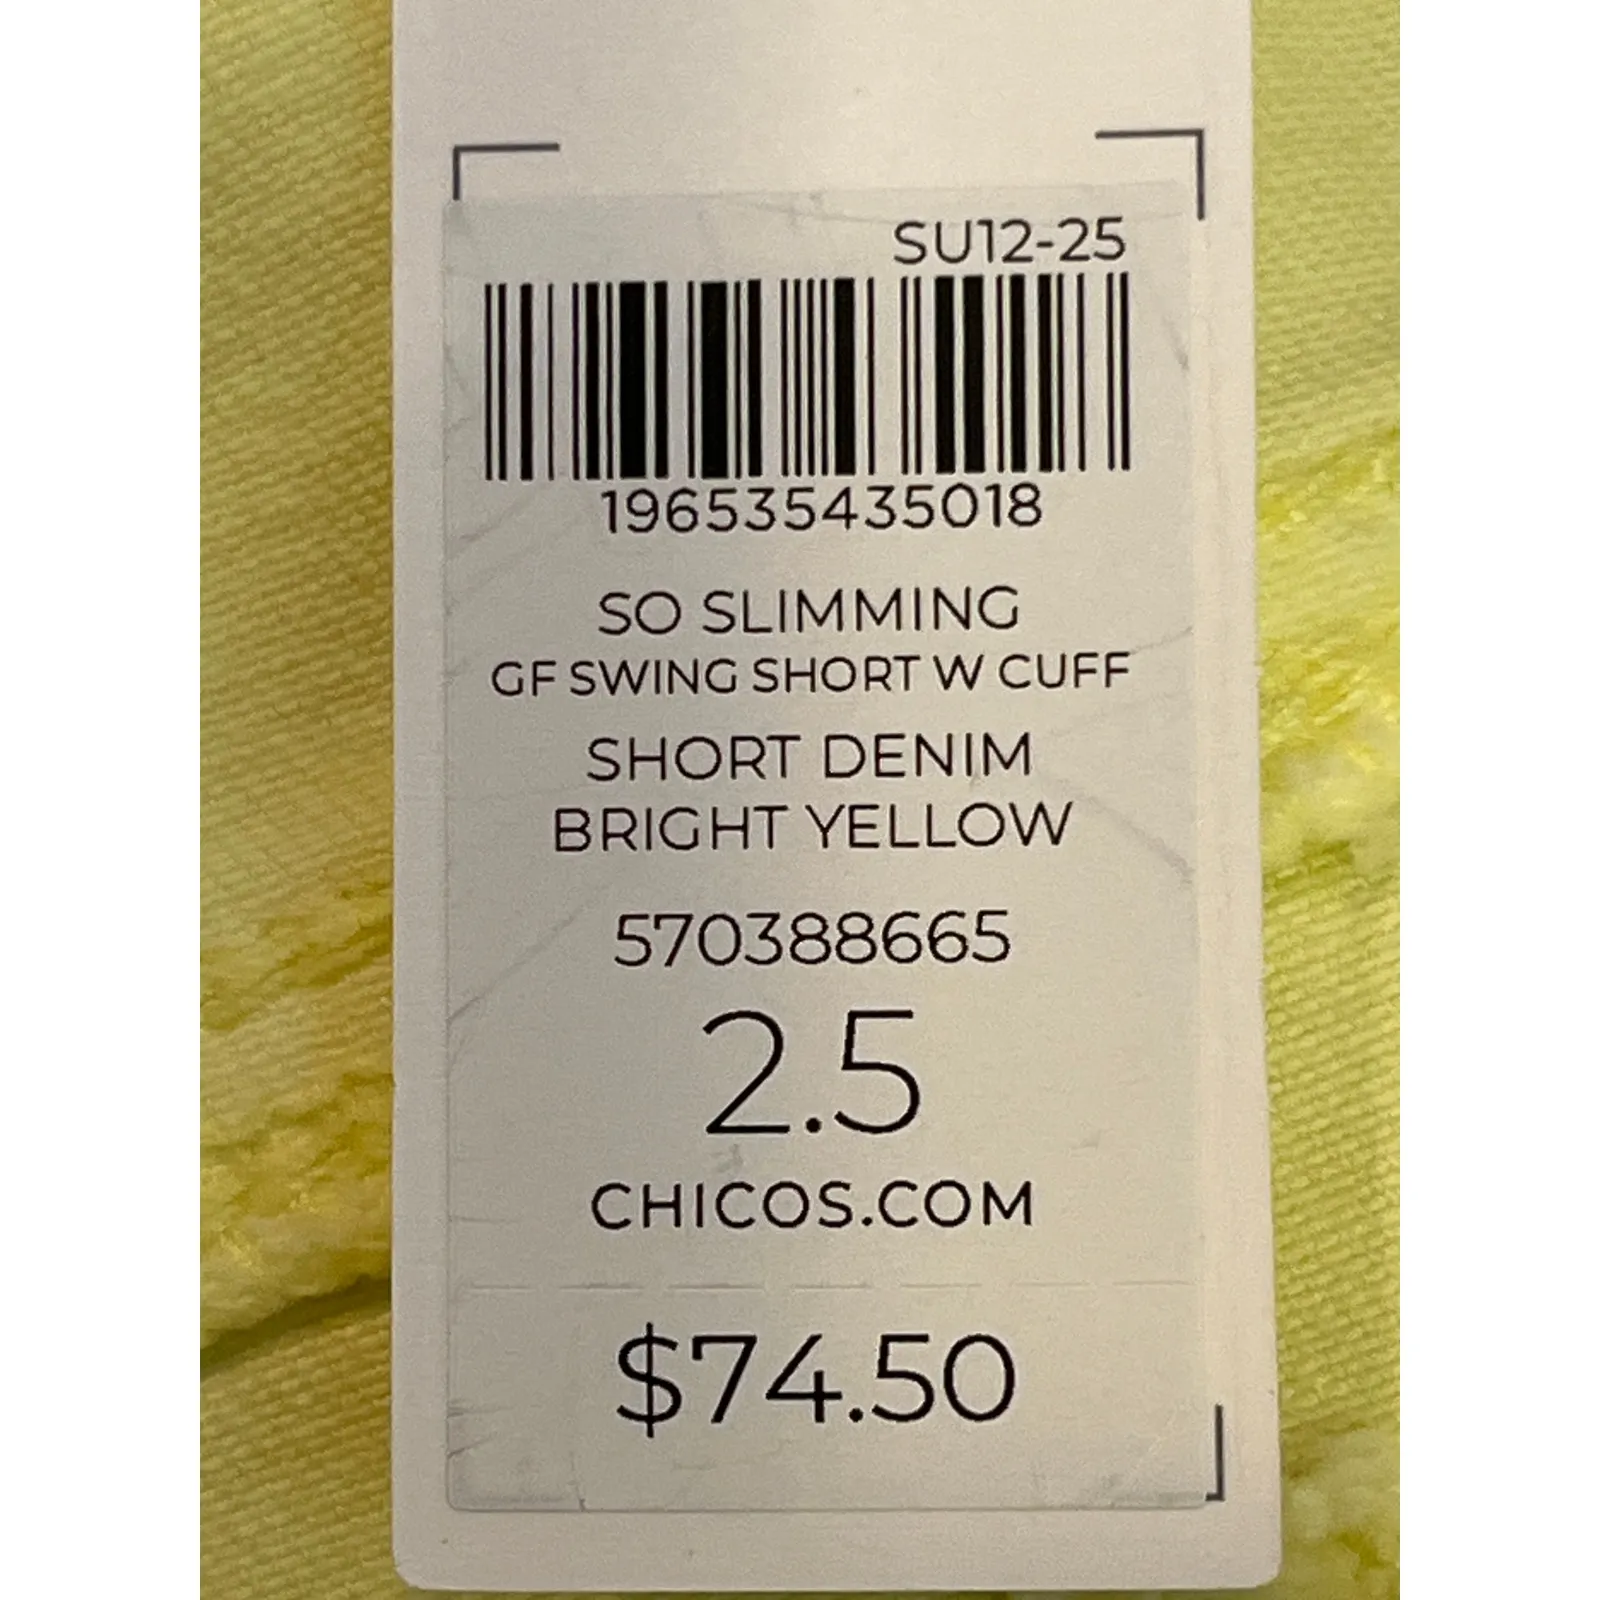 SU12-25
196535435018
SO SLIMMING
GF SWING SHORT W CUFF
SHORT DENIM
BRIGHT YELLOW
570388665
2.5
CHICOS.COM
$74.50